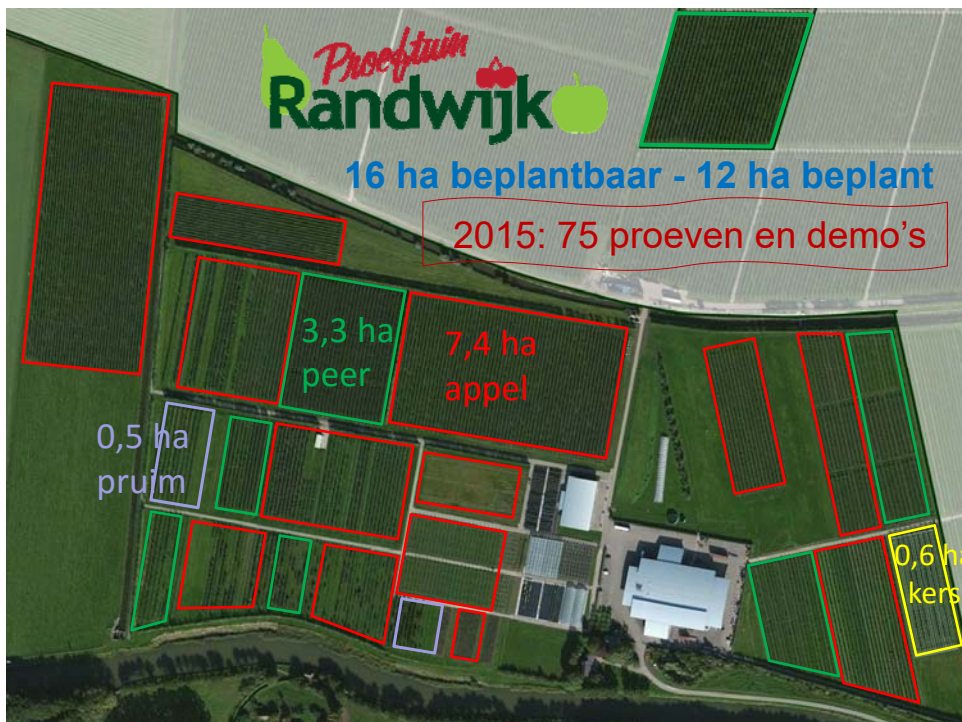 Proeftuin
Randwijk
16 ha beplantbaar - 12 ha beplant
2015: 75 proeven en demo's
3,3 ha
peer
7,4 ha
appel
0,5 ha
pruim
0,6 ha
kers